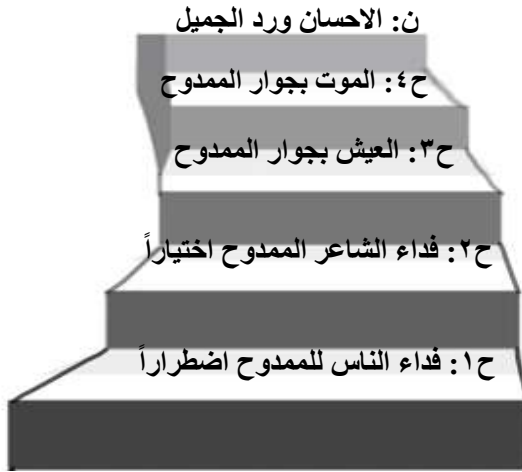 ن: الاحسان ورد الجميل
ح٤: الموت بجوار الممدوح
ح٣: العيش بجوار الممدوح
ح٢: فداء الشاعر الممدوح اختياراً
ح١: فداء الناس للممدوح اضطراراً